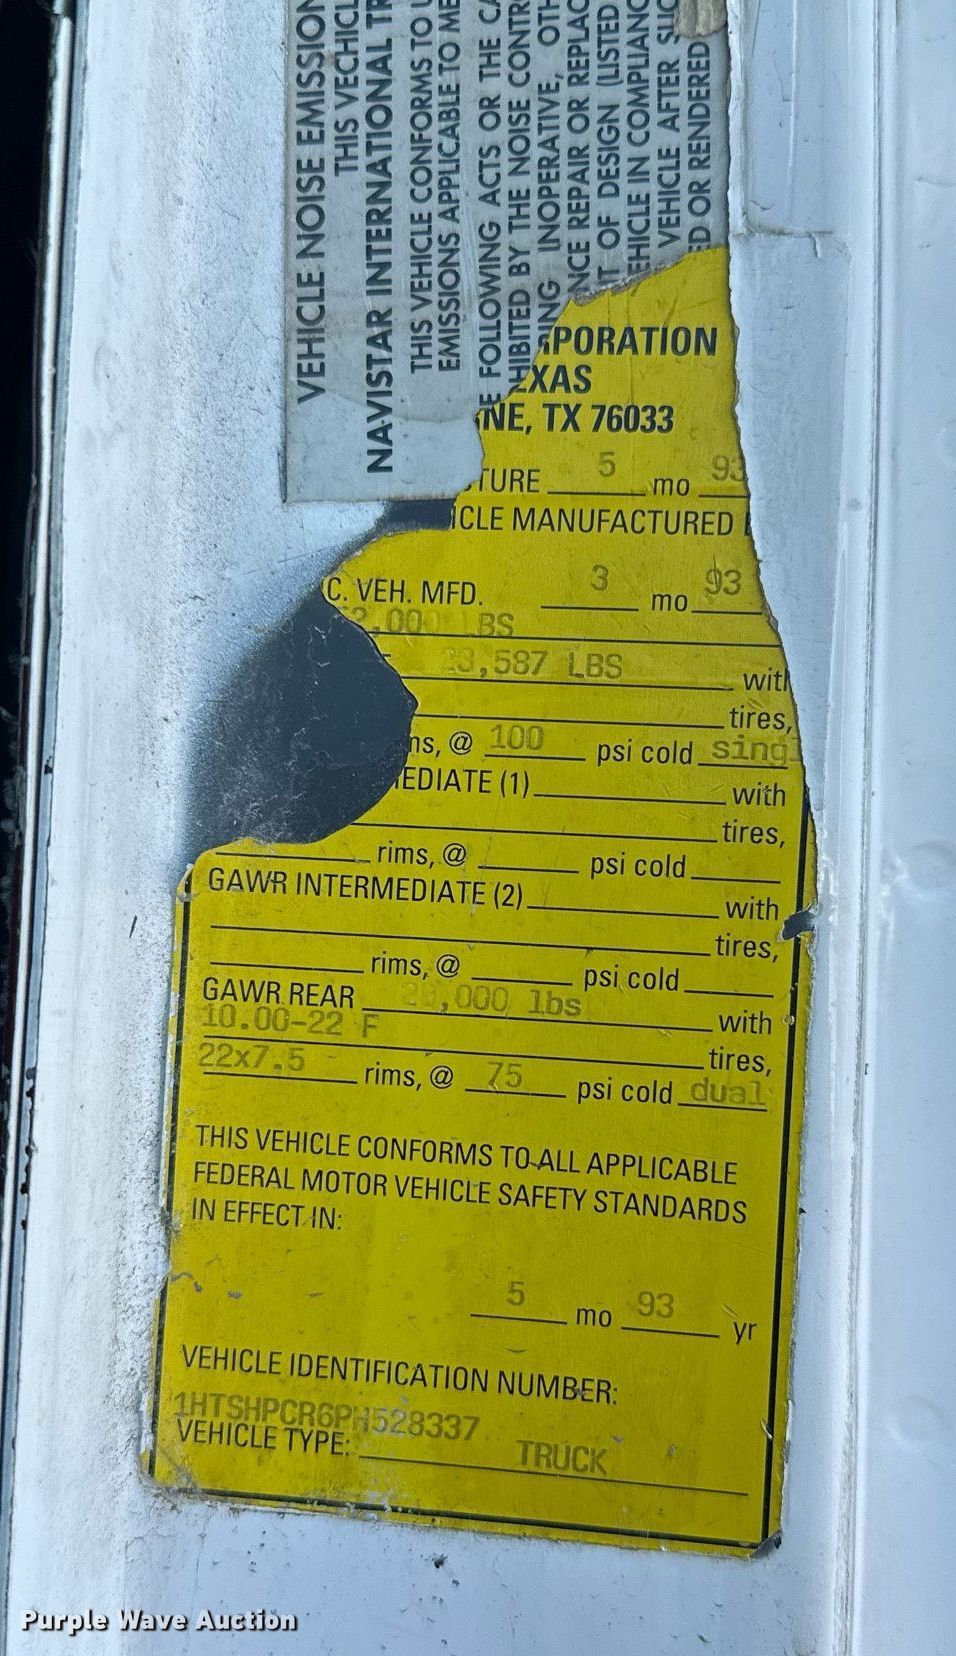 VEHICLE NOISE EMISSION
THIS VECHICL
NAVISTAR INTERNATIONAL TR
THIS VEHICLE CONFORMS TO U
EMISSIONS APPLICABLE TO ME
FOLLOWING ACTS OR THE CA
HIBITED BY THE NOISE CONTR
ING INOPERATIVE, OTH
NCE REPAIR OR REPLAC
T OF DESIGN (LISTED
EHICLE IN COMPLIANC
VEHICLE AFTER SUC
D OR RENDERED
RPORATION
EXAS
NE, TX 76033
TURE 5 mo 93
ICLE MANUFACTURED
C. VEH. MFD. 3 mo 93
,000 LBS
23,587 LBS with
tires,
ms, @ 100 psi cold sing
EDIATE (1) with
tires,
rims, @ psi cold
GAWR INTERMEDIATE (2) with
tires,
rims, @ psi cold
GAWR REAR ,000 lbs with
10.00-22 F
tires,
22x7.5 rims, @ 75 psi cold dual
THIS VEHICLE CONFORMS TO ALL APPLICABLE
FEDERAL MOTOR VEHICLE SAFETY STANDARDS
IN EFFECT IN:
5 mo 93 yr
VEHICLE IDENTIFICATION NUMBER:
1HTSHPCR6PH528337
VEHICLE TYPE: TRUCK
Purple Wave Auction